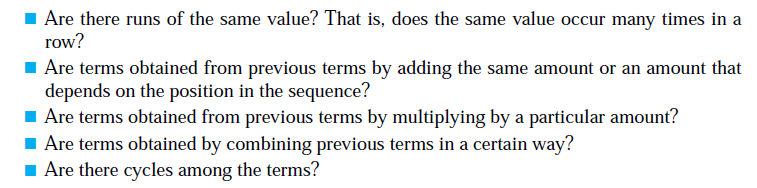 ■ Are there runs of the same value? That is, does the same value occur many times in a
row?
■ Are terms obtained from previous terms by adding the same amount or an amount that
depends on the position in the sequence?
■ Are terms obtained from previous terms by multiplying by a particular amount?
■ Are terms obtained by combining previous terms in a certain way?
■ Are there cycles among the terms?